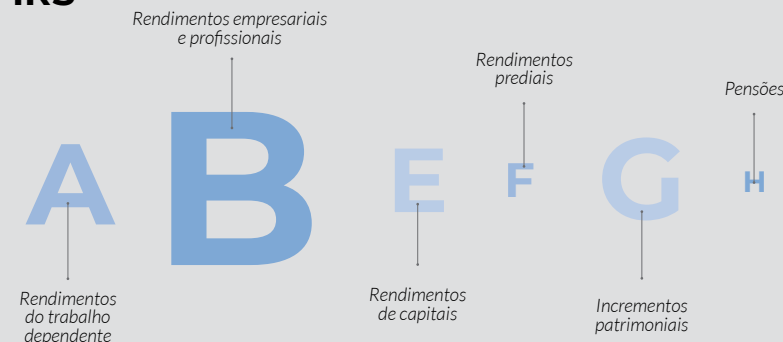 IRS
Rendimentos empresariais
e profissionais
Rendimentos
prediais
Pensões
A
B
E
F
G
H
Rendimentos
do trabalho
dependente
Rendimentos
de capitais
Incrementos
patrimoniais